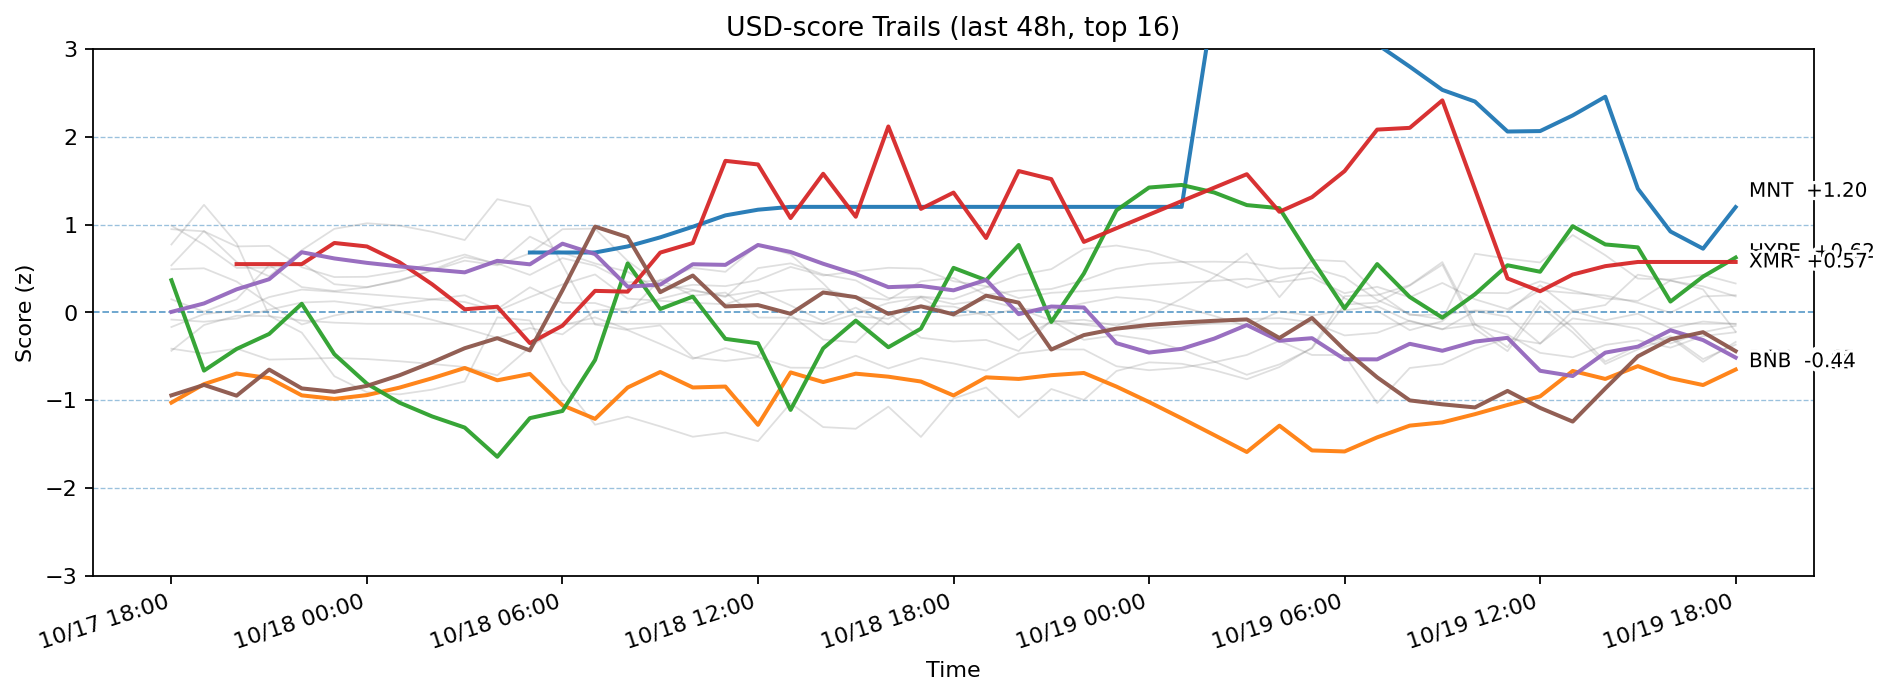 USD-score Trails (last 48h, top 16)
3
2
1
0
−1
−2
−3
Score (z)
MNT +1.20
HYPE +0.62
XMR +0.57
BNB -0.44
10/17 18:00
10/18 00:00
10/18 06:00
10/18 12:00
10/18 18:00
10/19 00:00
10/19 06:00
10/19 12:00
10/19 18:00
Time